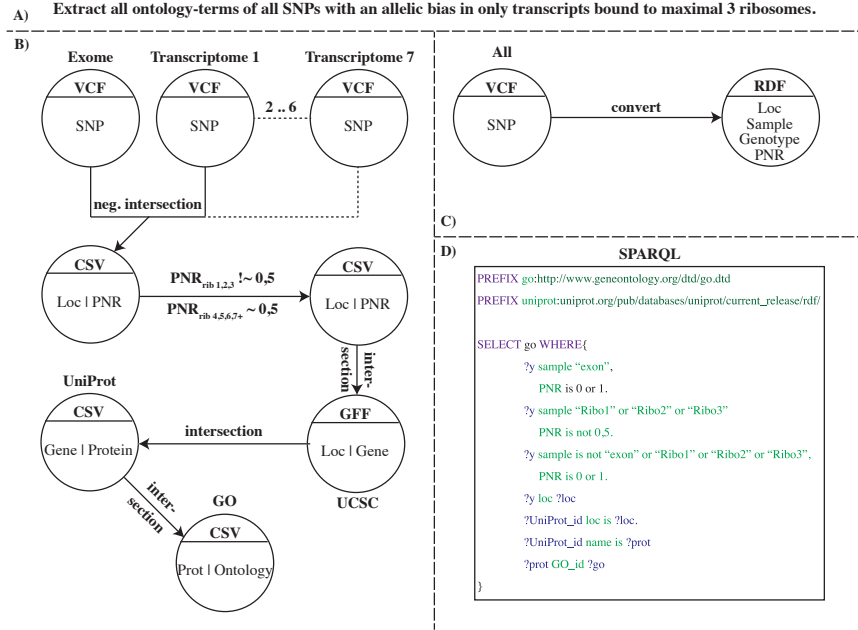 A) Extract all ontology-terms of all SNPs with an allelic bias in only transcripts bound to maximal 3 ribosomes.
B)
Exome Transcriptome 1 Transcriptome 7
VCF VCF VCF
2 .. 6
SNP SNP SNP
neg. intersection
CSV CSV
PNR rib 1,2,3 !~ 0,5
Loc | PNR Loc | PNR
PNR rib 4,5,6,7+ ~ 0,5
inter-
section
UniProt
CSV GFF
intersection
Gene | Protein Loc | Gene
UCSC
inter-
section
GO
CSV
Prot | Ontology
All
VCF RDF
convert
SNP
Loc
Sample
Genotype
PNR
C)
D)
SPARQL
PREFIX go:http://www.geneontology.org/dtd/go.dtd
PREFIX uniprot:uniprot.org/pub/databases/uniprot/current_release/rdf/
SELECT go WHERE{
?y sample “exon”,
PNR is 0 or 1.
?y sample “Ribo1” or “Ribo2” or “Ribo3”
PNR is not 0,5.
?y sample is not “exon” or “Ribo1” or “Ribo2” or “Ribo3”,
PNR is 0 or 1.
?y loc ?loc
?UniProt_id loc is ?loc.
?UniProt_id name is ?prot
?prot GO_id ?go
}